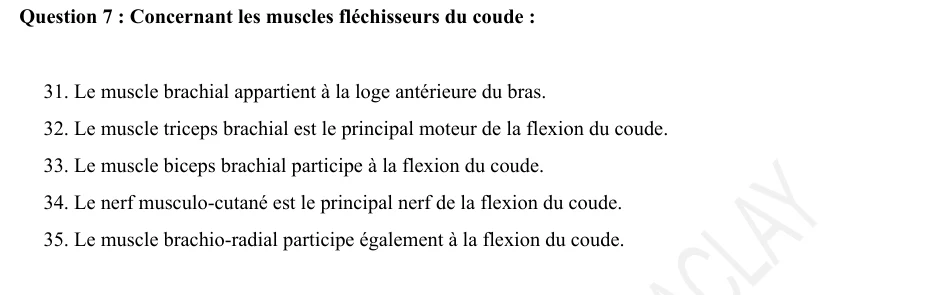 Question 7 : Concernant les muscles fléchisseurs du coude :
31. Le muscle brachial appartient à la loge antérieure du bras.
32. Le muscle triceps brachial est le principal moteur de la flexion du coude.
33. Le muscle biceps brachial participe à la flexion du coude.
34. Le nerf musculo-cutané est le principal nerf de la flexion du coude.
35. Le muscle brachio-radial participe également à la flexion du coude.